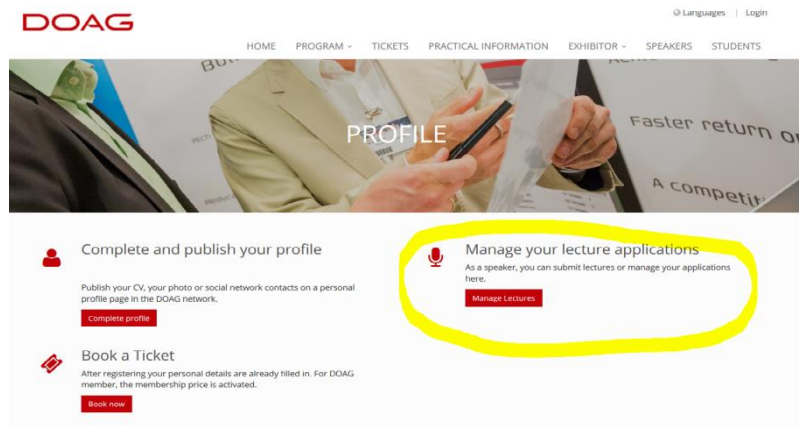 DOAG
Languages | Login
HOME PROGRAM TICKETS PRACTICAL INFORMATION EXHIBITOR SPEAKERS STUDENTS
PROFILE
Faster return
A competit
Complete and publish your profile
Publish your CV, your photo or social network contacts on a personal
profile page in the DOAG network.
Complete profile
Manage your lecture applications
As a speaker, you can submit lectures or manage your applications
here.
Manage Lectures
Book a Ticket
After registering your personal details are already filled in. For DOAG
member, the membership price is activated.
Book now